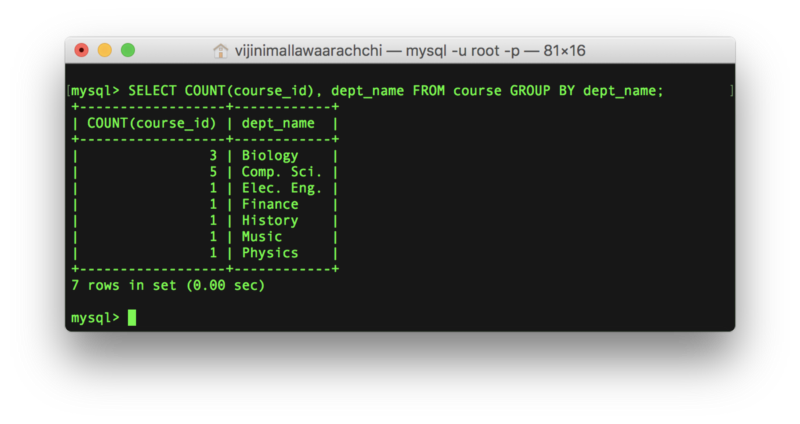 vijinimallawaarachchi — mysql -u root -p — 81×16
[mysql> SELECT COUNT(course_id), dept_name FROM course GROUP BY dept_name; ]
+------------------+------------+
| COUNT(course_id) | dept_name  |
+------------------+------------+
|                3 | Biology    |
|                5 | Comp. Sci. |
|                1 | Elec. Eng. |
|                1 | Finance    |
|                1 | History    |
|                1 | Music      |
|                1 | Physics    |
+------------------+------------+
7 rows in set (0.00 sec)
mysql>